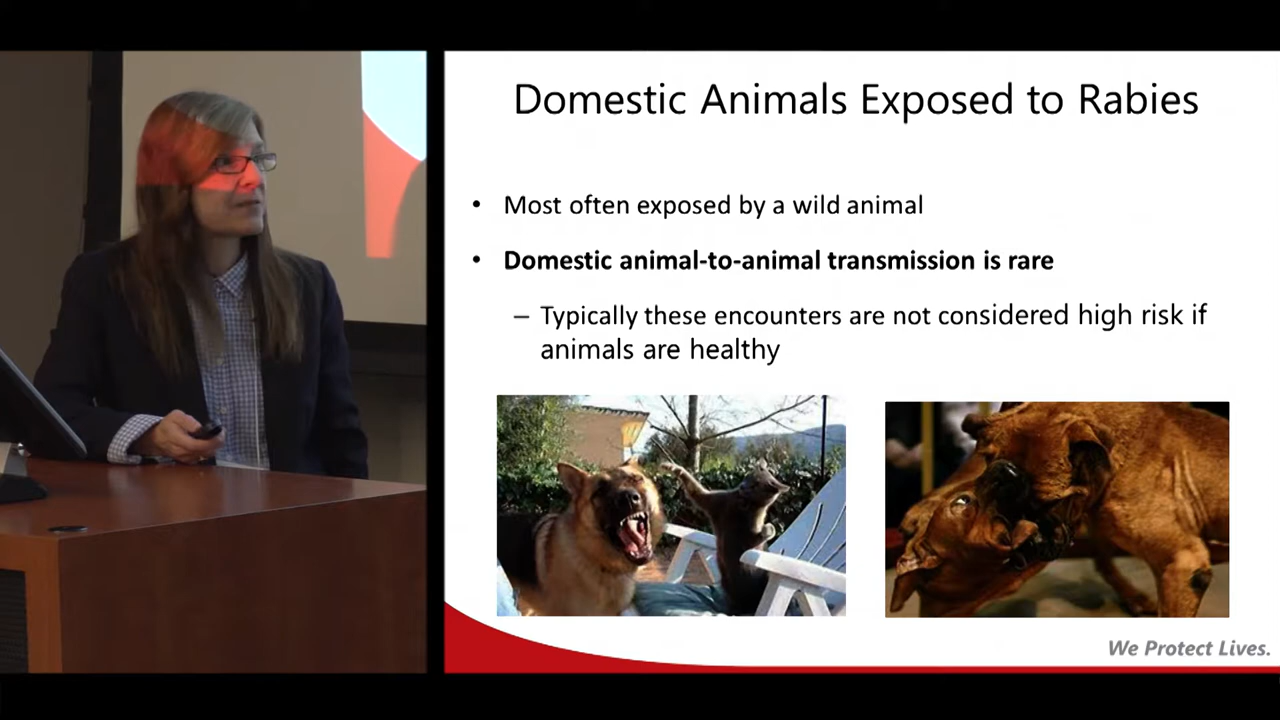 Domestic Animals Exposed to Rabies
• Most often exposed by a wild animal
• Domestic animal-to-animal transmission is rare
– Typically these encounters are not considered high risk if
animals are healthy
We Protect Lives.